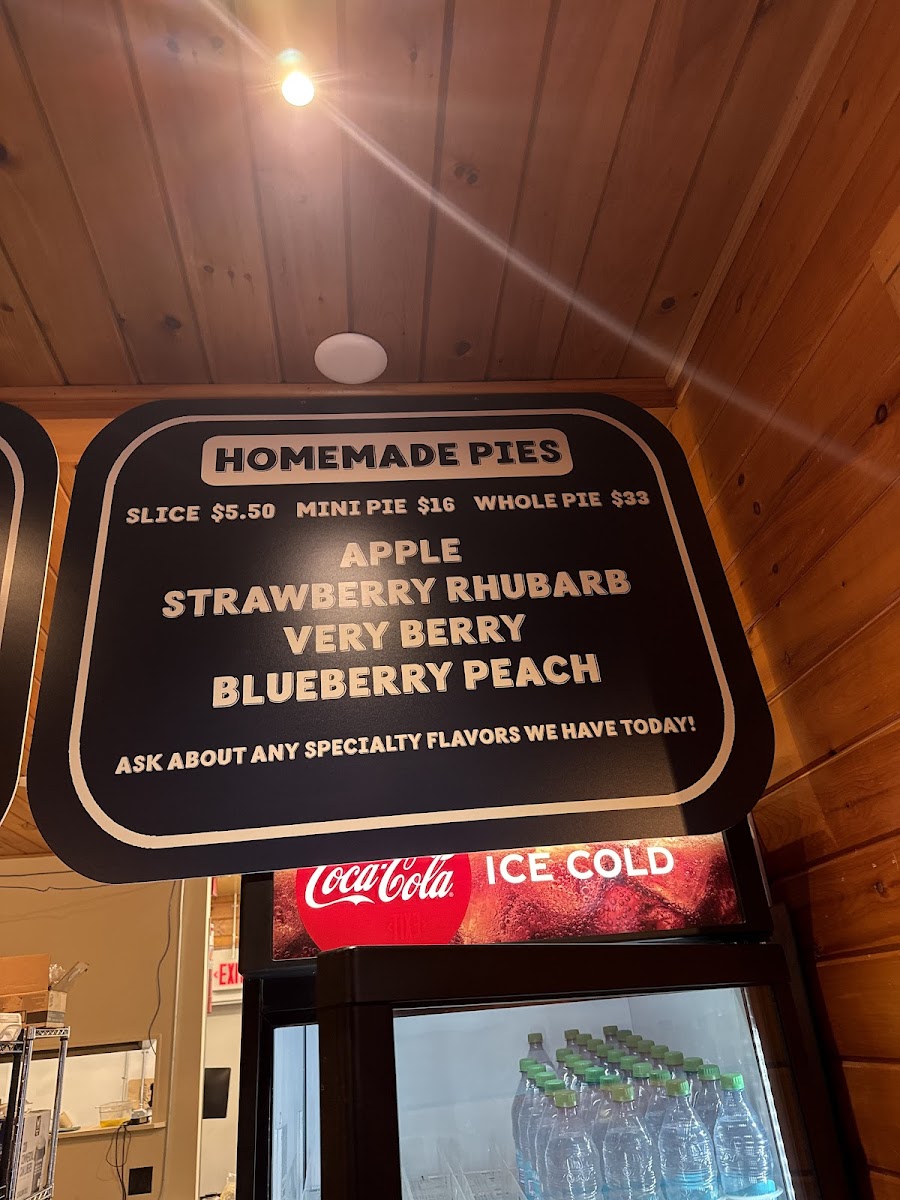 HOMEMADE PIES
SLICE $5.50 MINI PIE $16 WHOLE PIE $33
APPLE
STRAWBERRY RHUBARB
VERY BERRY
BLUEBERRY PEACH
ASK ABOUT ANY SPECIALTY FLAVORS WE HAVE TODAY!
Coca-Cola ICE COLD